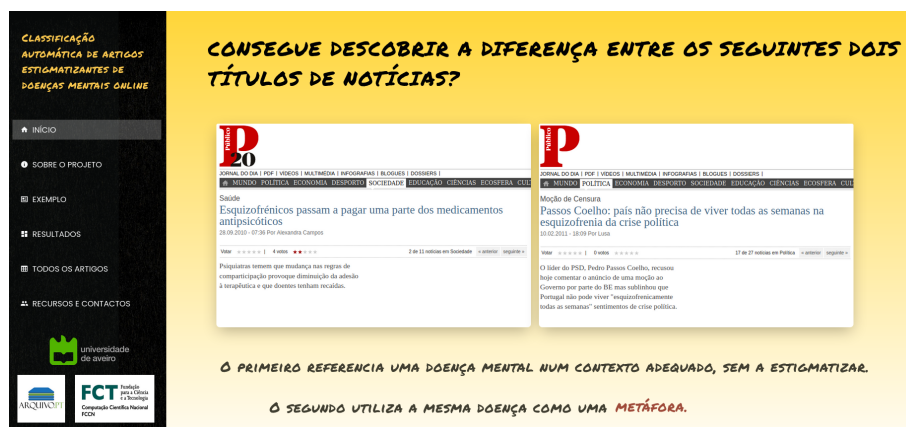 Classificação
automática de artigos
estigmatizantes de
doenças mentais online
INÍCIO
SOBRE O PROJETO
EXEMPLO
RESULTADOS
TODOS OS ARTIGOS
RECURSOS E CONTACTOS
universidade
de aveiro
ARQUIVO.PT
FCT Fundação
para a Ciência
e a Tecnologia
Computação Científica Nacional
FCCN
CONSEGUE DESCOBRIR A DIFERENÇA ENTRE OS SEGUINTES DOIS
TÍTULOS DE NOTÍCIAS?
Público
P
20
JORNAL DO DIA | PDF | VÍDEOS | MULTIMÉDIA | INFOGRAFIAS | BLOGUES | DOSSIERS |
MUNDO POLÍTICA ECONOMIA DESPORTO SOCIEDADE EDUCAÇÃO CIÊNCIAS ECOSFERA CUL
Saúde
Esquizofrénicos passam a pagar uma parte dos medicamentos
antipsicóticos
28.09.2010 - 07:36 Por Alexandra Campos
Votar | 4 votos 2 de 11 notícias em Sociedade « anterior seguinte »
Psiquiatras temem que mudança nas regras de
comparticipação provoque diminuição da adesão
à terapêutica e que doentes tenham recaídas.
Público
P
JORNAL DO DIA | PDF | VÍDEOS | MULTIMÉDIA | INFOGRAFIAS | BLOGUES | DOSSIERS |
MUNDO POLÍTICA ECONOMIA DESPORTO SOCIEDADE EDUCAÇÃO CIÊNCIAS ECOSFERA CUL
Moção de Censura
Passos Coelho: país não precisa de viver todas as semanas na
esquizofrenia da crise política
10.02.2011 - 18:09 Por Lusa
Votar | 0 votos 17 de 27 notícias em Política « anterior seguinte »
O líder do PSD, Pedro Passos Coelho, recusou
hoje comentar o anúncio de uma moção ao
Governo por parte do BE mas sublinhou que
Portugal não pode viver "esquizofrenicamente
todas as semanas" sentimentos de crise política.
O PRIMEIRO REFERENCIA UMA DOENÇA MENTAL NUM CONTEXTO ADEQUADO, SEM A ESTIGMATIZAR.
O SEGUNDO UTILIZA A MESMA DOENÇA COMO UMA METÁFORA.